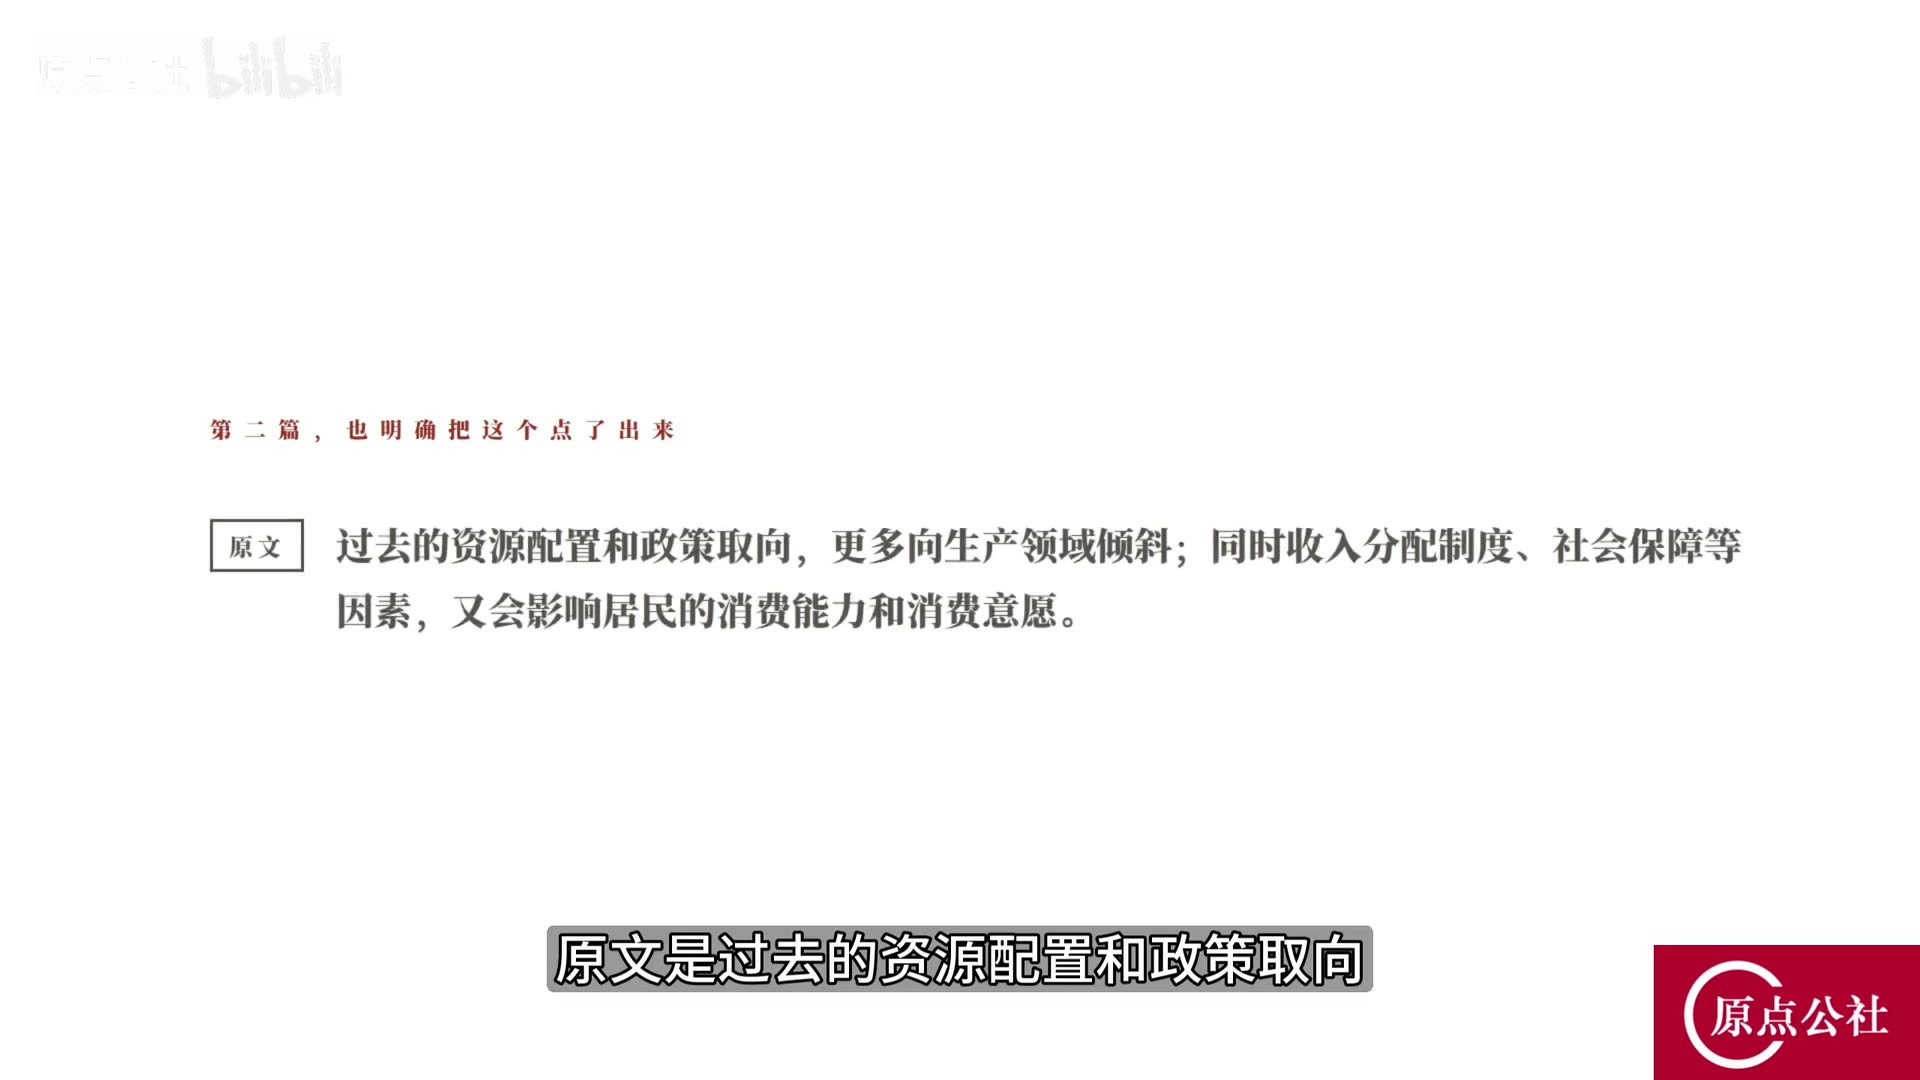 bilibili
第二篇，也明确把这个点了出来
原文
过去的资源配置和政策取向，更多向生产领域倾斜；同时收入分配制度、社会保障等
因素，又会影响居民的消费能力和消费意愿。
原文是过去的资源配置和政策取向
原点公社